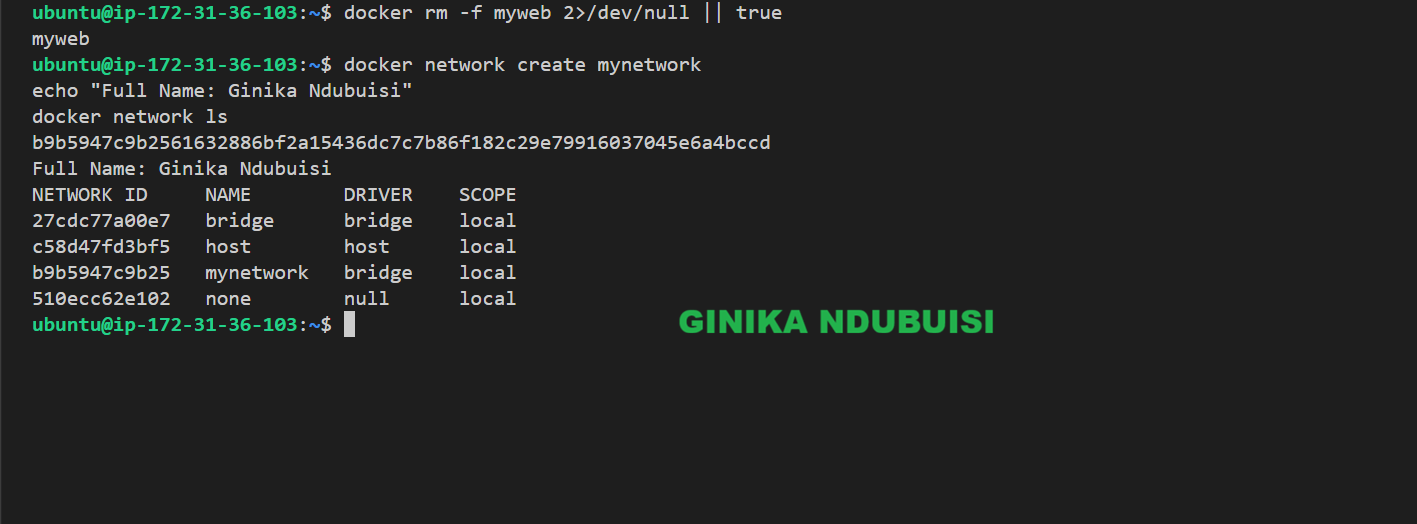 ubuntu@ip-172-31-36-103:~$ docker rm -f myweb 2>/dev/null || true
myweb
ubuntu@ip-172-31-36-103:~$ docker network create mynetwork
echo "Full Name: Ginika Ndubuisi"
docker network ls
b9b5947c9b2561632886bf2a15436dc7c7b86f182c29e79916037045e6a4bccd
Full Name: Ginika Ndubuisi
NETWORK ID     NAME        DRIVER    SCOPE
27cdc77a00e7   bridge      bridge    local
c58d47fd3bf5   host        host      local
b9b5947c9b25   mynetwork   bridge    local
510ecc62e102   none        null      local
ubuntu@ip-172-31-36-103:~$
GINIKA NDUBUISI